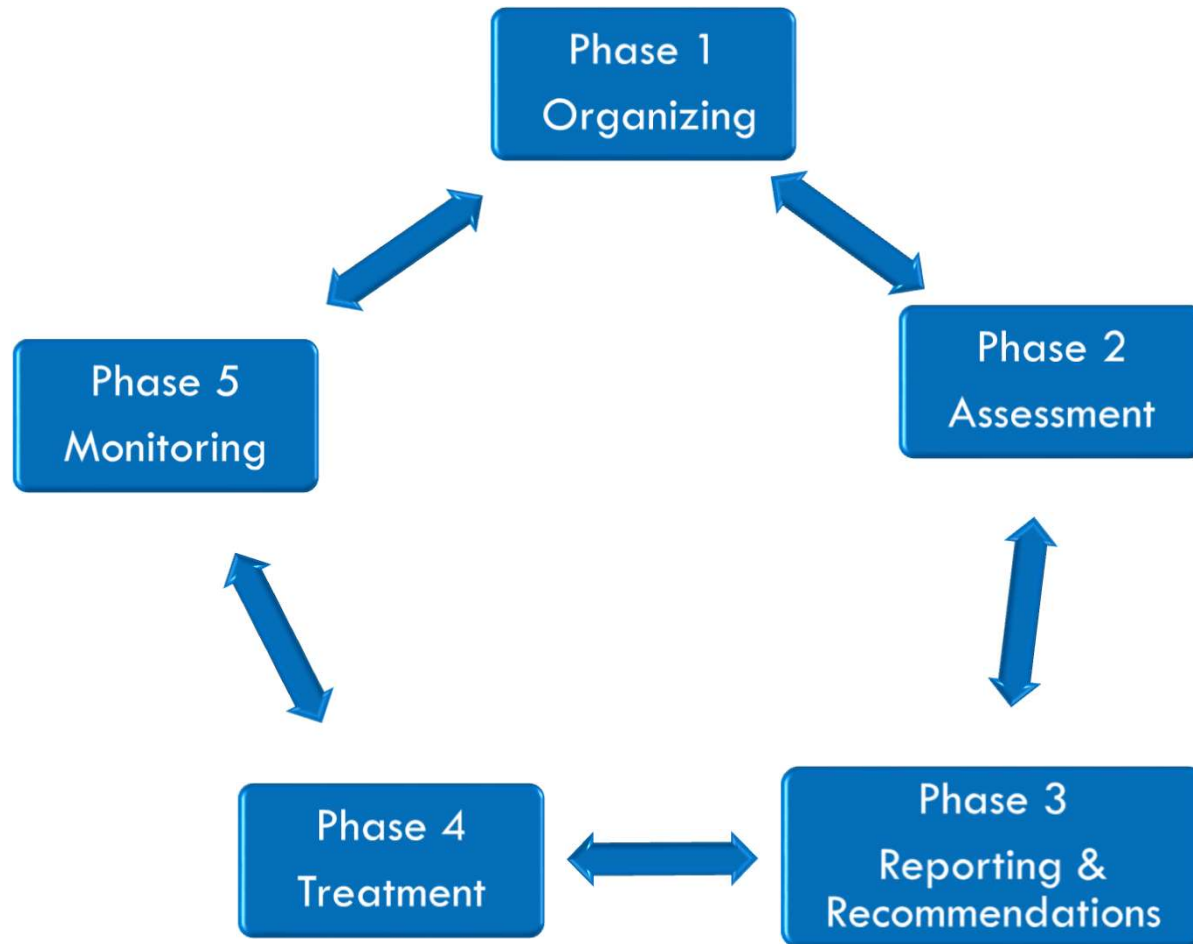 Phase 1
Organizing
Phase 2
Assessment
Phase 3
Reporting &
Recommendations
Phase 4
Treatment
Phase 5
Monitoring